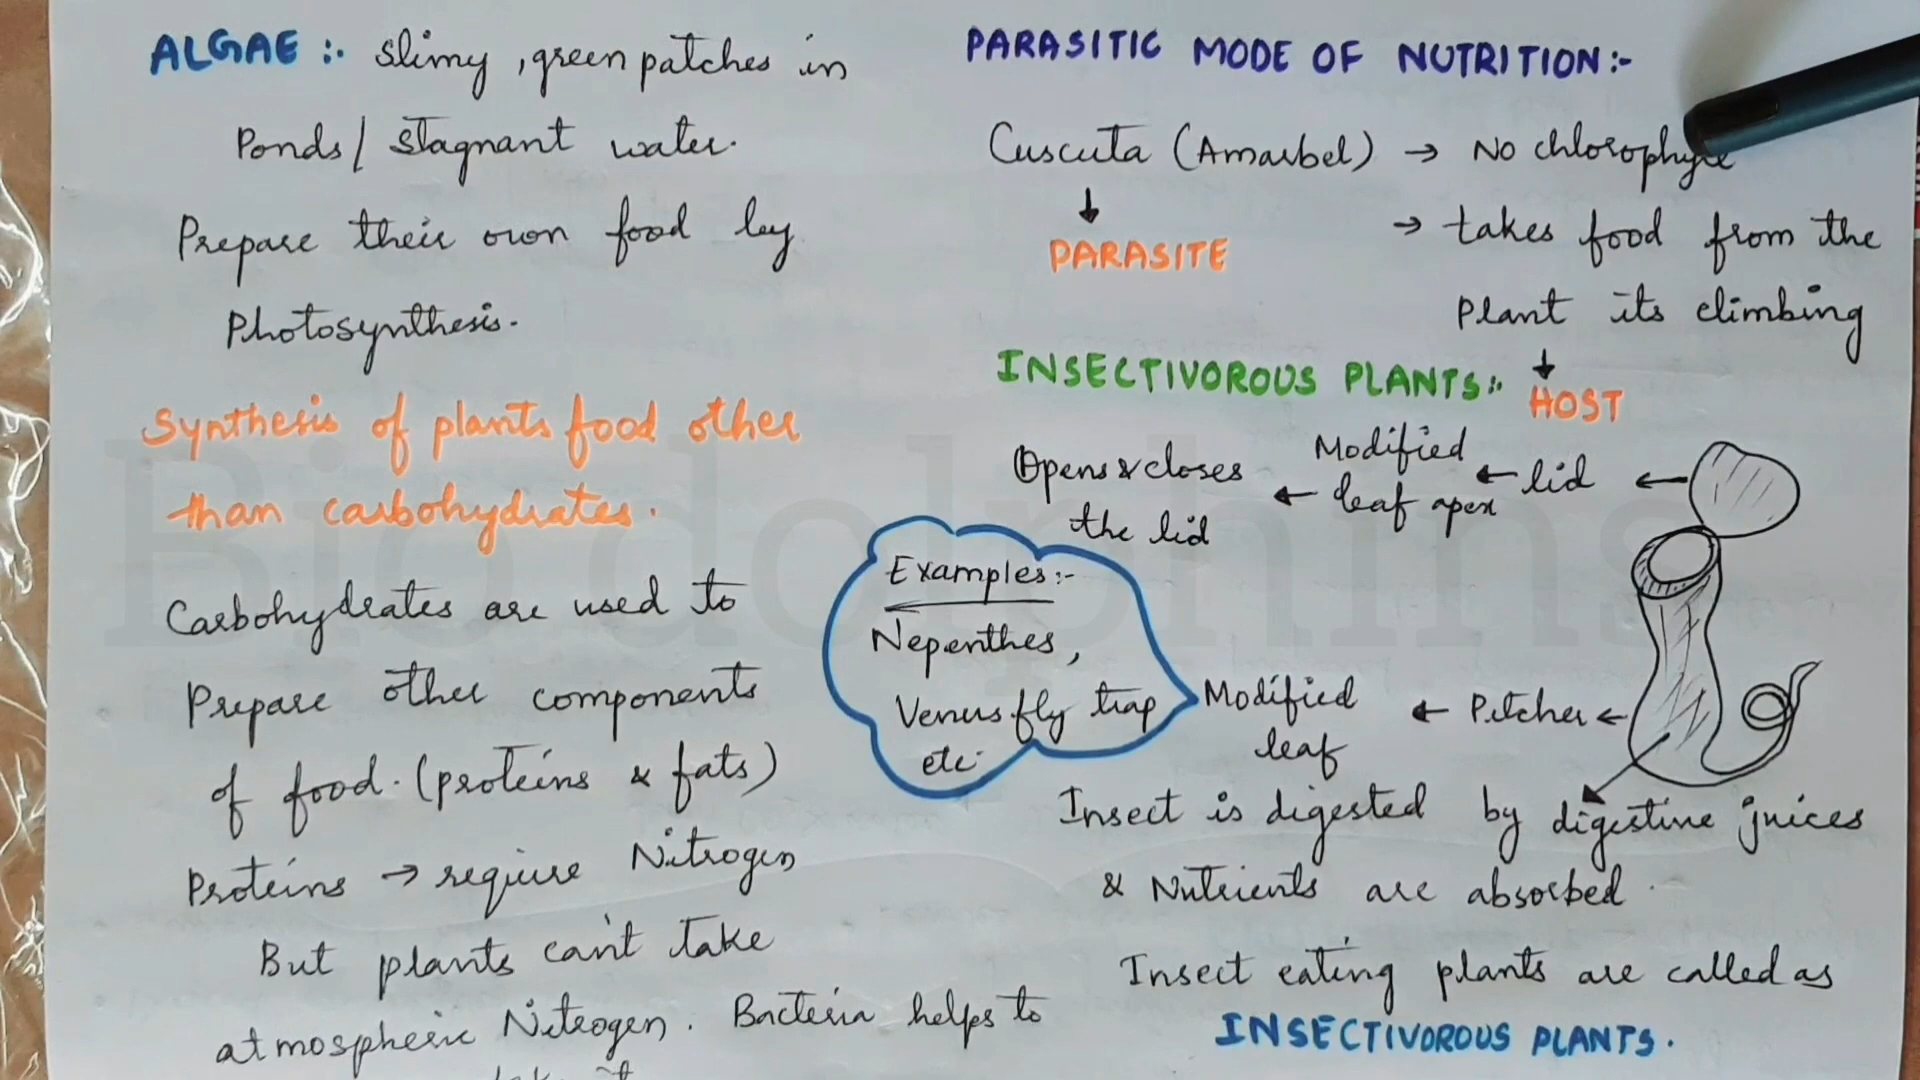 ALGAE :- slimy, green patches in
Ponds / stagnant water.
Prepare their own food by
Photosynthesis.
Synthesis of plants food other
than carbohydrates.
Carbohydrates are used to
Prepare other components
of food. (proteins & fats)
Proteins → require Nitrogen
But plants can't take
atmospheric Nitrogen. Bacteria helps to
PARASITIC MODE OF NUTRITION :-
Cuscuta (Amarbel) → No chlorophyll
↓
PARASITE
→ takes food from the
Plant its climbing
↓
HOST
INSECTIVOROUS PLANTS :-
Opens & closes
the lid
← Modified
leaf apex
← lid ←
Examples :-
Nepenthes,
Venus fly trap
etc.
Modified
leaf
← Pitcher ←
Insect is digested by digestive juices
& Nutrients are absorbed.
Insect eating plants are called as
INSECTIVOROUS PLANTS.
Biodolphins